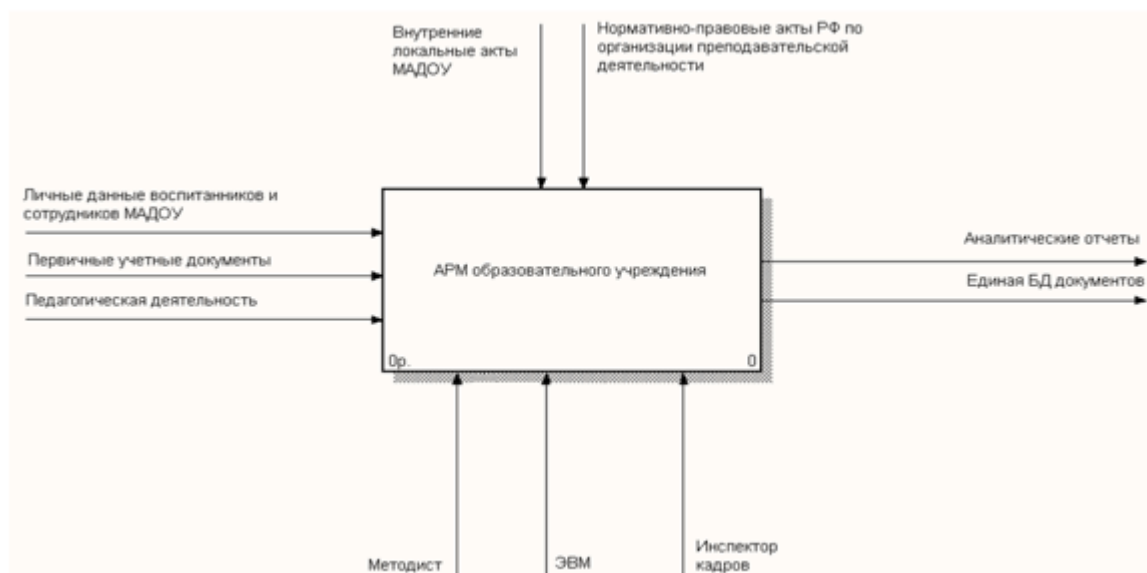 Внутренние
локальные акты
МАДОУ
Нормативно-правовые акты РФ по
организации преподавательской
деятельности
Личные данные воспитанников и
сотрудников МАДОУ
Первичные учетные документы
Педагогическая деятельность
АРМ образовательного учреждения
0р.
0
Аналитические отчеты
Единая БД документов
Методист
ЭВМ
Инспектор
кадров